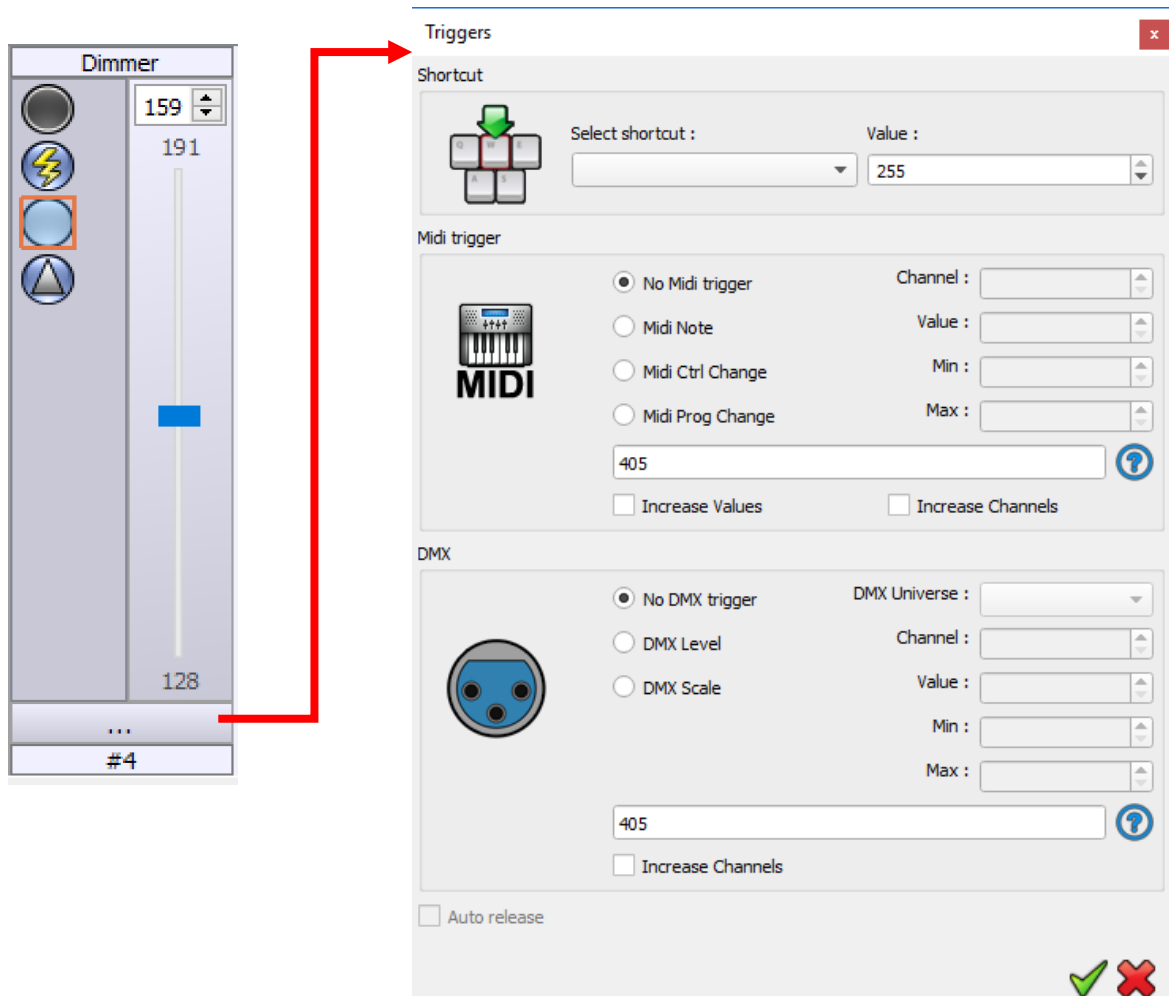 Dimmer
159
191
128
...
#4
Triggers
x
Shortcut
Q W E
A S
Select shortcut :
Value :
255
Midi trigger
MIDI
No Midi trigger
Channel :
Midi Note
Value :
Midi Ctrl Change
Min :
Midi Prog Change
Max :
405
?
Increase Values
Increase Channels
DMX
No DMX trigger
DMX Universe :
DMX Level
Channel :
DMX Scale
Value :
Min :
Max :
405
?
Increase Channels
Auto release